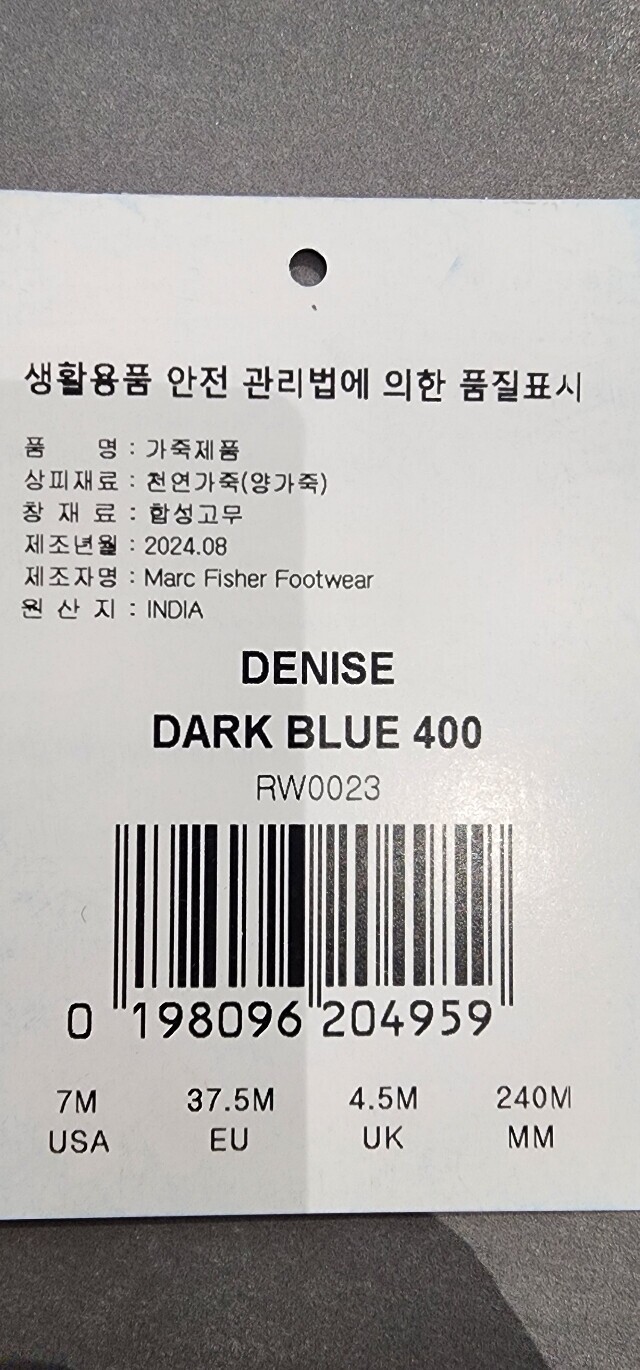 생활용품 안전 관리법에 의한 품질표시
품 명 : 가죽제품
상피재료 : 천연가죽(양가죽)
창 재 료 : 합성고무
제조년월 : 2024.08
제조자명 : Marc Fisher Footwear
원 산 지 : INDIA
DENISE
DARK BLUE 400
RW0023
0 198096 204959
7M 37.5M 4.5M 240M
USA EU UK MM